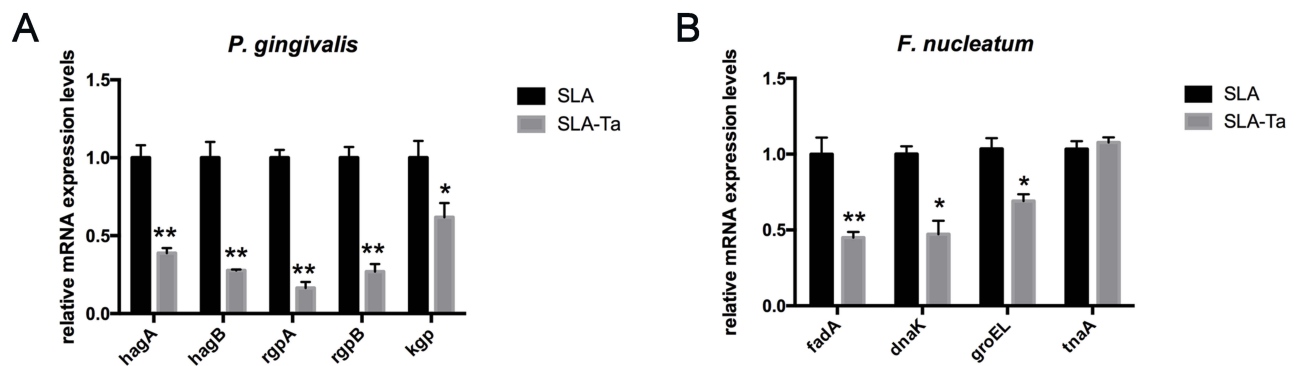 A
P. gingivalis
relative mRNA expression levels
1.5
1.0
0.5
0.0
**
**
**
**
*
hagA
hagB
rgpA
rgpB
kgp
SLA
SLA-Ta
B
F. nucleatum
relative mRNA expression levels
1.5
1.0
0.5
0.0
**
*
*
fadA
dnaK
groEL
tnaA
SLA
SLA-Ta